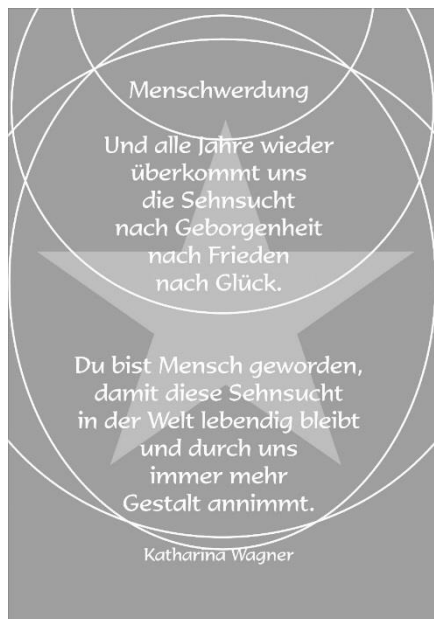 Menschwerdung
Und alle Jahre wieder
überkommt uns
die Sehnsucht
nach Geborgenheit
nach Frieden
nach Glück.
Du bist Mensch geworden,
damit diese Sehnsucht
in der Welt lebendig bleibt
und durch uns
immer mehr
Gestalt annimmt.
Katharina Wagner